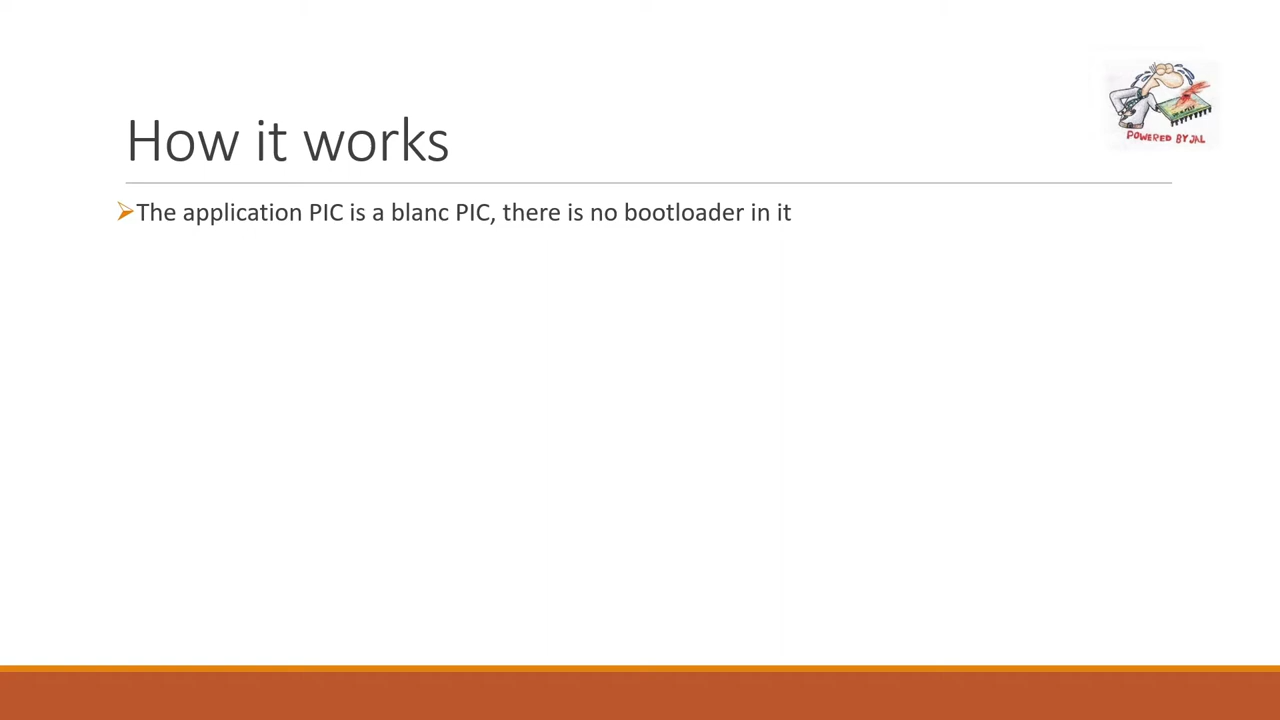 How it works
POWERED BY JAL
The application PIC is a blanc PIC, there is no bootloader in it